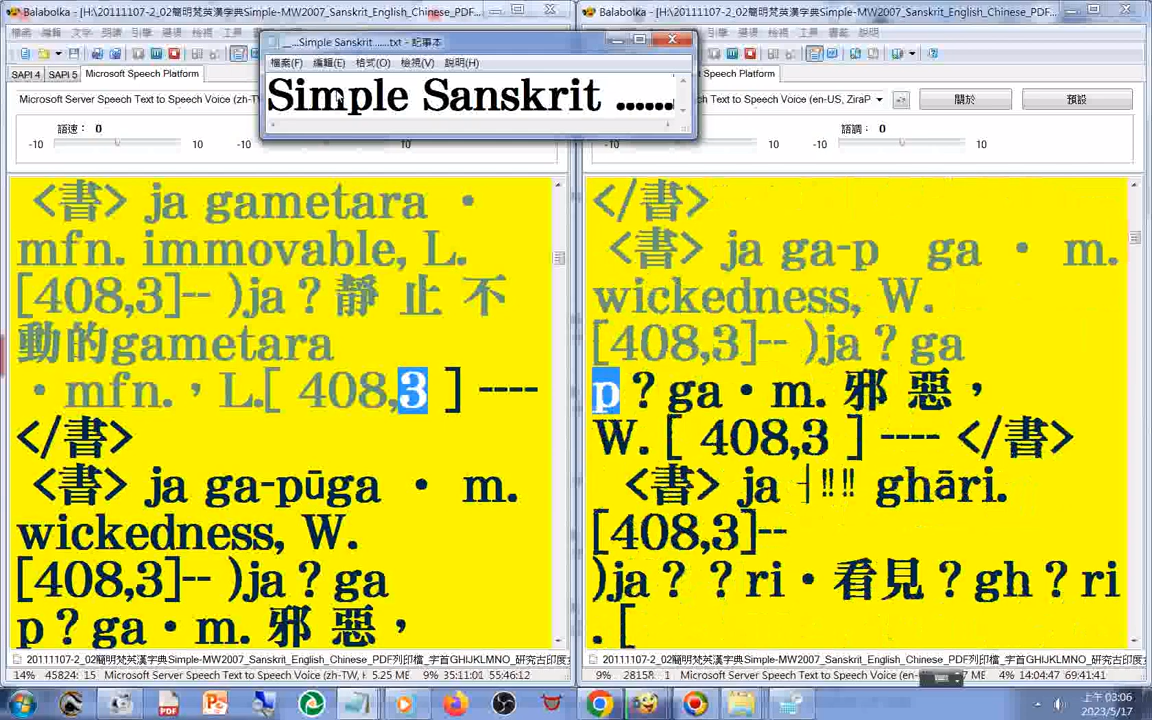 Balabolka - [H:\20111107-2_02簡明梵英漢字典Simple-MW2007_Sanskrit_English_Chinese_PDF...
Balabolka - [H:\20111107-2_02簡明梵英漢字典Simple-MW2007_Sanskrit_English_Chinese_PDF...
__...Simple Sanskrit ......txt - 記事本
檔案(F) 編輯(E) 格式(O) 檢視(V) 說明(H)
Simple Sanskrit ......
SAPI 4 SAPI 5 Microsoft Speech Platform
Speech Platform
Microsoft Server Speech Text to Speech Voice (zh-TW
ech Text to Speech Voice (en-US, ZiraP
關於
預設
語速： 0
-10 10 10
語調： 0
-10 10
<書> ja gametara ・
mfn. immovable, L.
[408,3]-- )ja？靜 止 不
動的gametara
・mfn.，L.[ 408,3 ] ----
</書>
<書> ja ga-pūga ・ m.
wickedness, W.
[408,3]-- )ja？ga
p？ga・m. 邪 惡，
</書>
<書> ja ga-p ga ・ m.
wickedness, W.
[408,3]-- )ja？ga
p？ga・m. 邪 惡，
W. [ 408,3 ] ---- </書>
<書> ja ghāri.
[408,3]--
)ja？？ri・看見？gh？ri
. [
20111107-2_02簡明梵英漢字典Simple-MW2007_Sanskrit_English_Chinese_PDF列印檔_字首GHIJKLMNO_研究古印度
20111107-2_02簡明梵英漢字典Simple-MW2007_Sanskrit_English_Chinese_PDF列印檔_字首GHIJKLMNO_研究古印度
14% 45824: 15 Microsoft Server Speech Text to Speech Voice (zh-TW, 5.25 ME 9% 35:11:01 55:46:12
9% 2815 Microsoft Server Speech Text to Speech Voice (en-US, 7 ME 4% 14:04:47 69:41:41
上午 03:06
2023/5/17